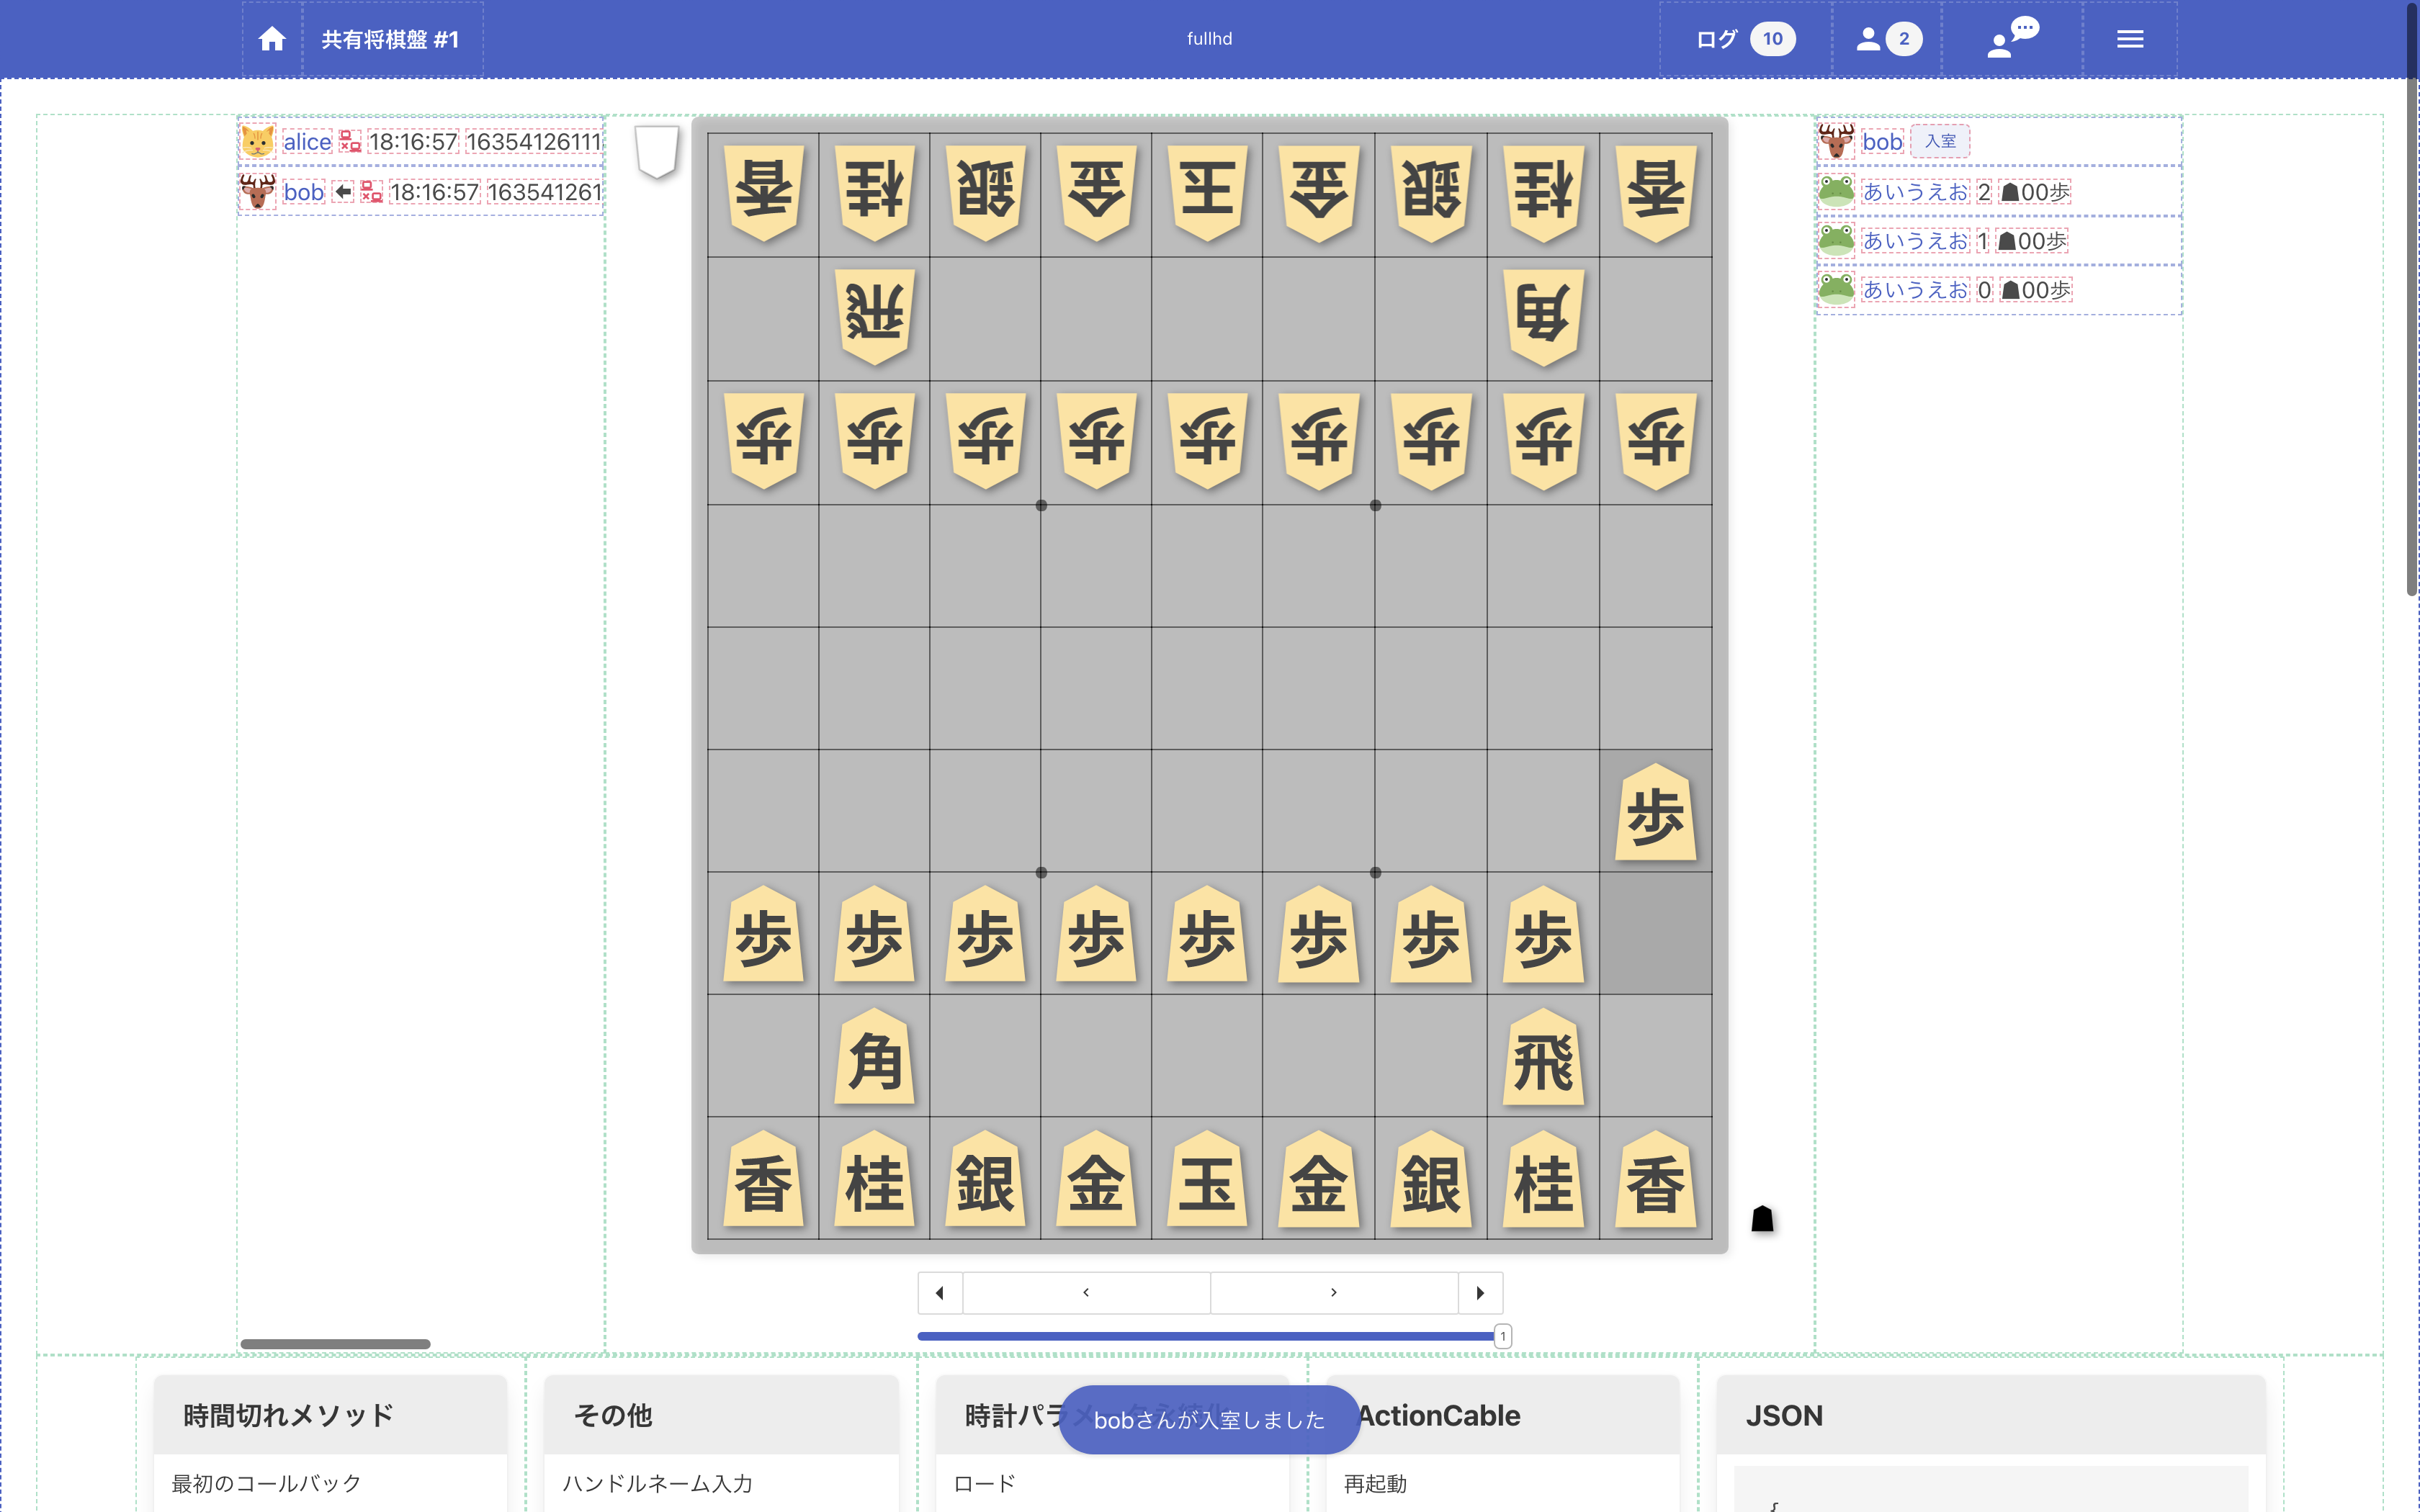 共有将棋盤 #1
fullhd
ログ 10
2
alice 18:16:57 16354126111
bob 18:16:57 163541261
bob 入室
あいうえお 2 ☗00歩
あいうえお 1 ☗00歩
あいうえお 0 ☗00歩
香 桂 銀 金 玉 金 銀 桂 香
飛 角
歩 歩 歩 歩 歩 歩 歩 歩 歩
歩
歩 歩 歩 歩 歩 歩 歩 歩
角 飛
香 桂 銀 金 玉 金 銀 桂 香
1
時間切れメソッド
その他
時計パラメ
ActionCable
JSON
bobさんが入室しました
最初のコールバック
ハンドルネーム入力
ロード
再起動
{